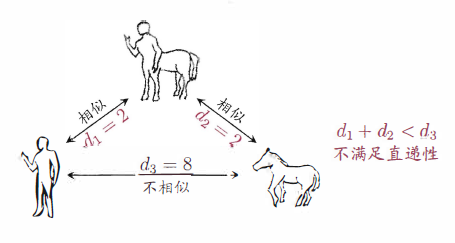 相似
d₁ = 2
相似
d₂ = 2
d₃ = 8
不相似
d₁ + d₂ < d₃
不满足直递性